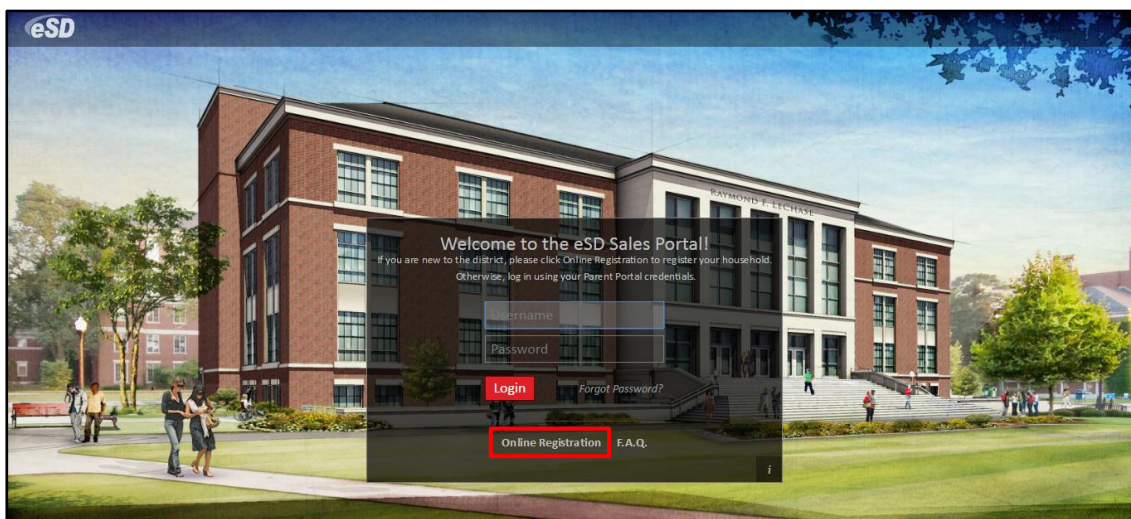 eSD
RAYMOND F. LECHASE
Welcome to the eSD Sales Portal!
If you are new to the district, please click Online Registration to register your household.
Otherwise, log in using your Parent Portal credentials.
Username
Password
Login Forgot Password?
Online Registration F.A.Q.
i